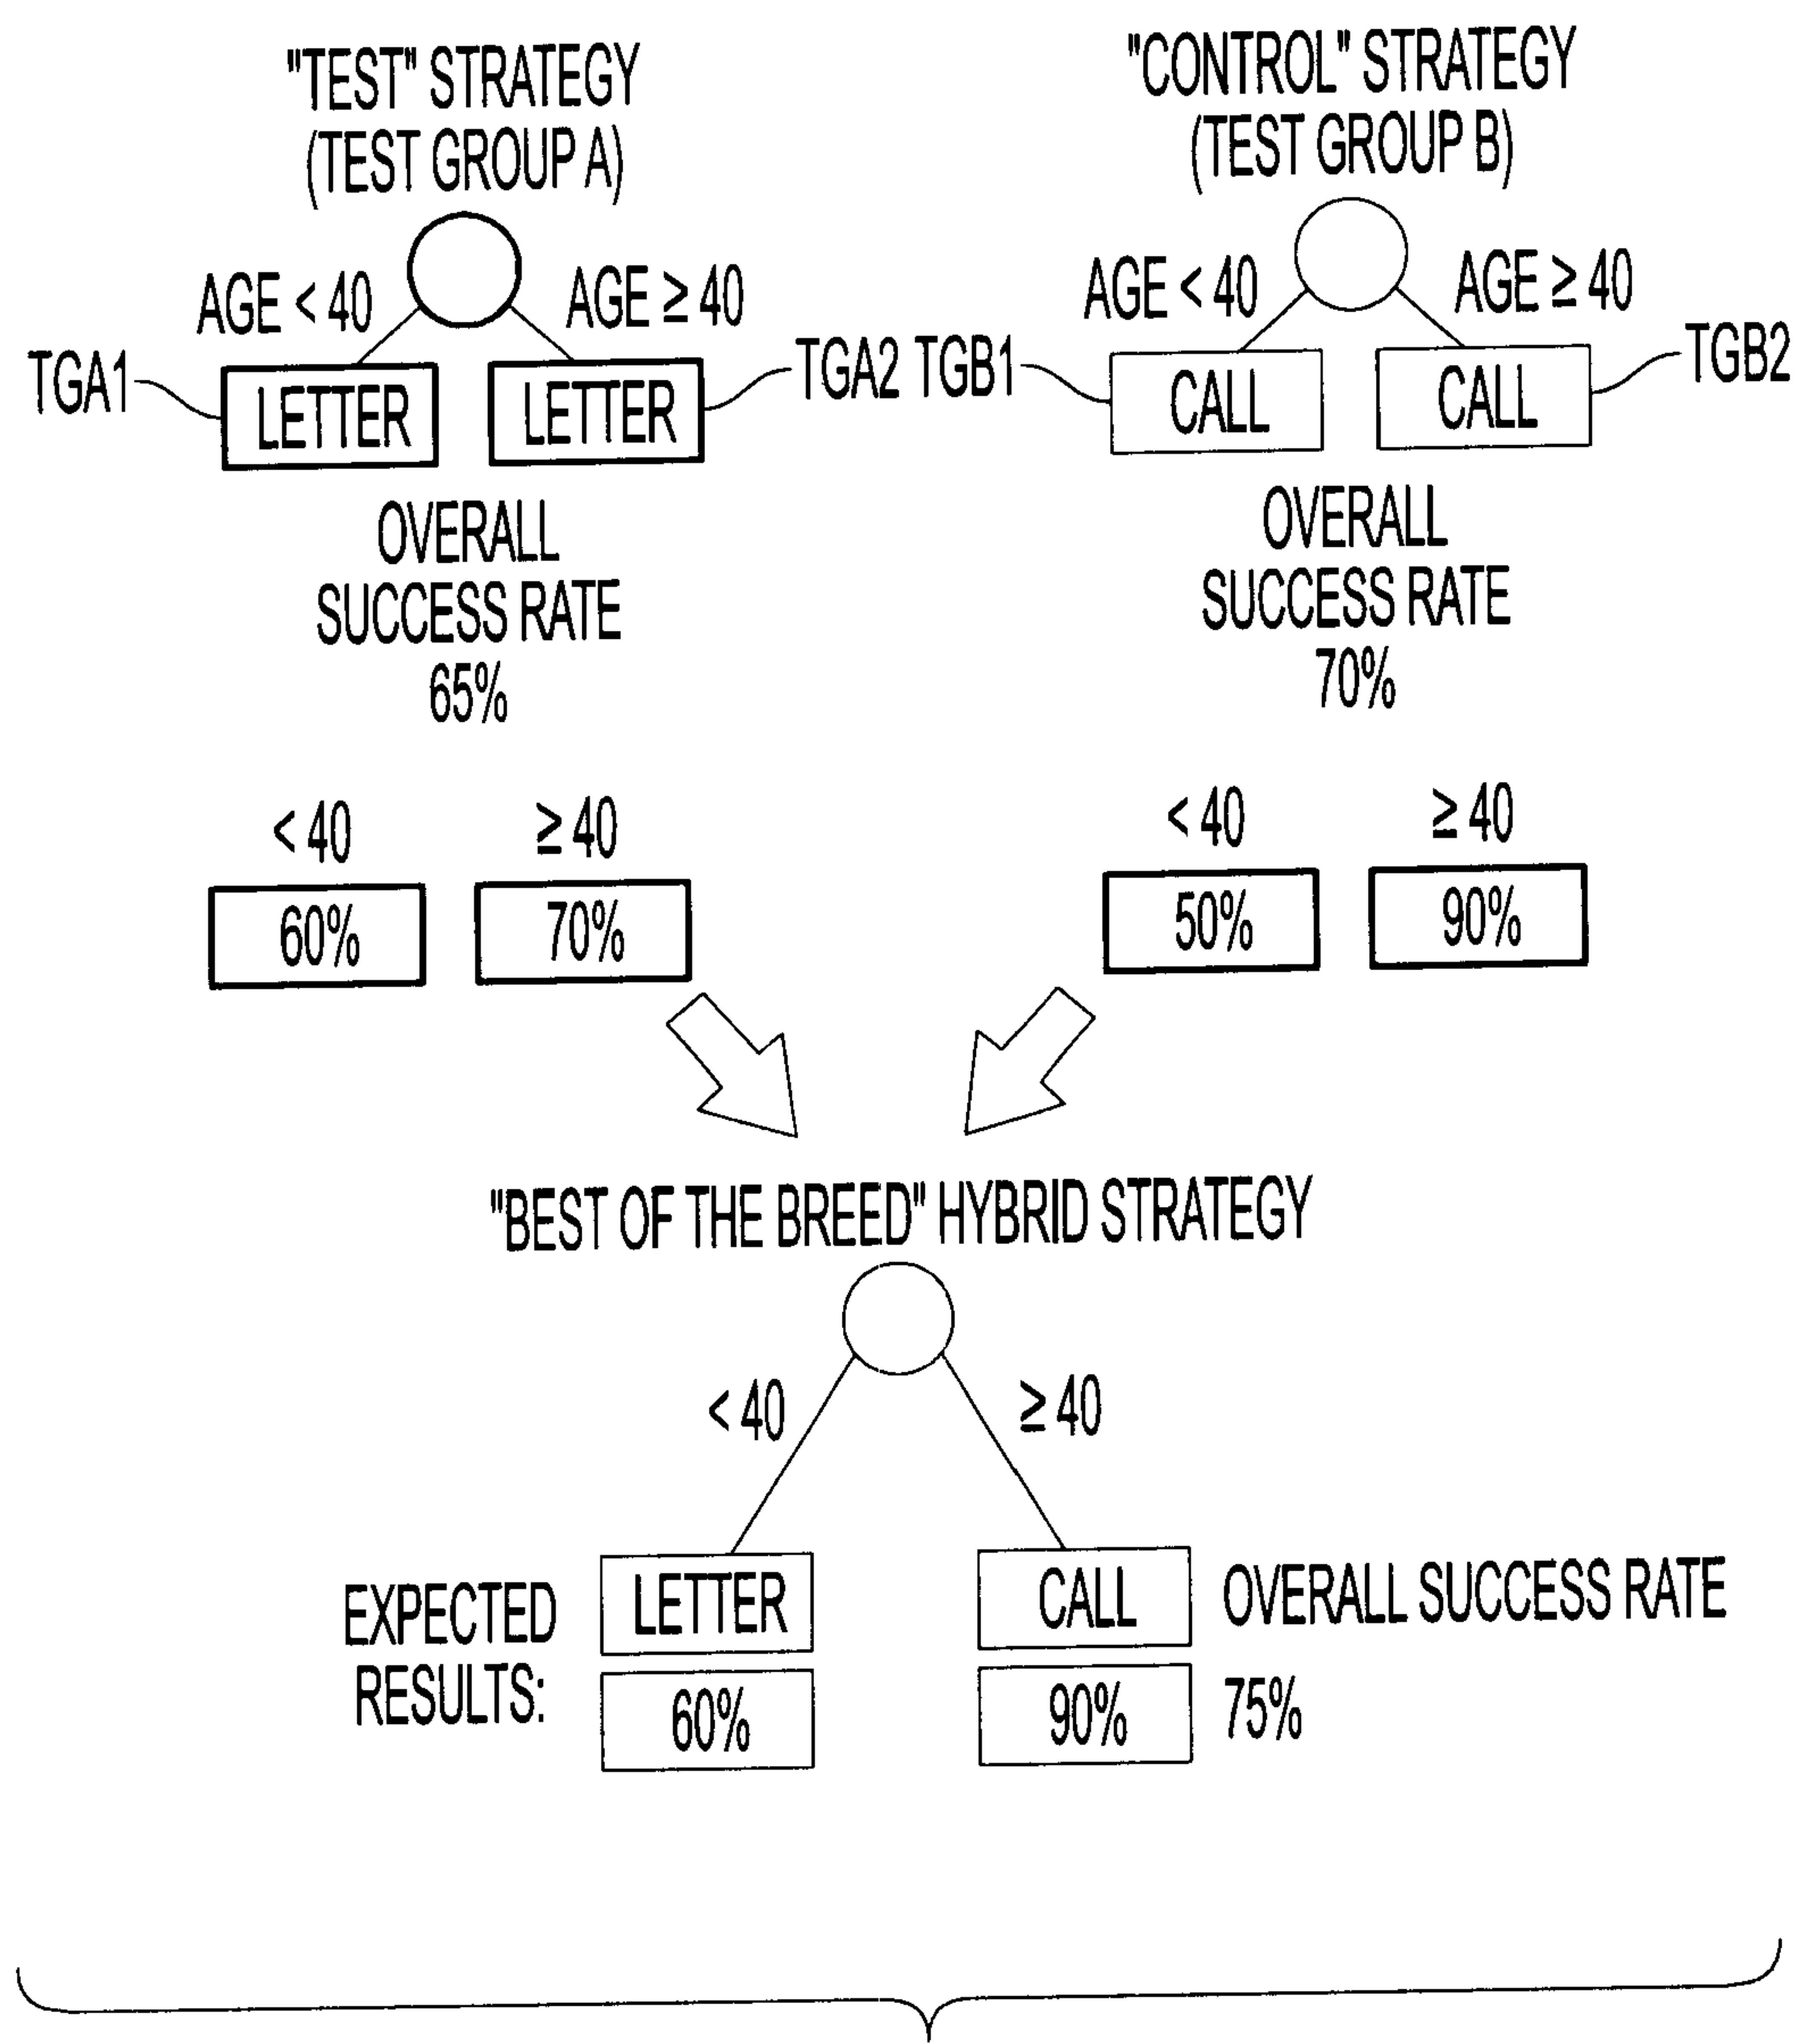 "TEST" STRATEGY
(TEST GROUP A)
AGE < 40
AGE ≥ 40
TGA1
LETTER
LETTER
TGA2
OVERALL
SUCCESS RATE
65%
< 40
≥ 40
60%
70%
"CONTROL" STRATEGY
(TEST GROUP B)
AGE < 40
AGE ≥ 40
TGB1
CALL
CALL
TGB2
OVERALL
SUCCESS RATE
70%
< 40
≥ 40
50%
90%
"BEST OF THE BREED" HYBRID STRATEGY
< 40
≥ 40
EXPECTED
RESULTS:
LETTER
CALL
OVERALL SUCCESS RATE
60%
90%
75%